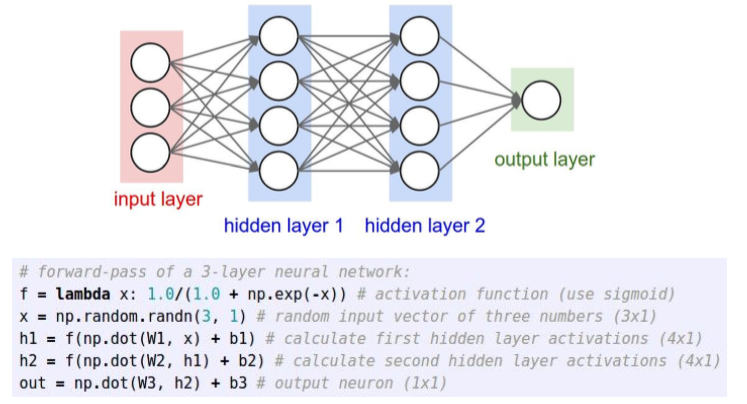 input layer
hidden layer 1
hidden layer 2
output layer
# forward-pass of a 3-layer neural network:
f = lambda x: 1.0/(1.0 + np.exp(-x)) # activation function (use sigmoid)
x = np.random.randn(3, 1) # random input vector of three numbers (3x1)
h1 = f(np.dot(W1, x) + b1) # calculate first hidden layer activations (4x1)
h2 = f(np.dot(W2, h1) + b2) # calculate second hidden layer activations (4x1)
out = np.dot(W3, h2) + b3 # output neuron (1x1)